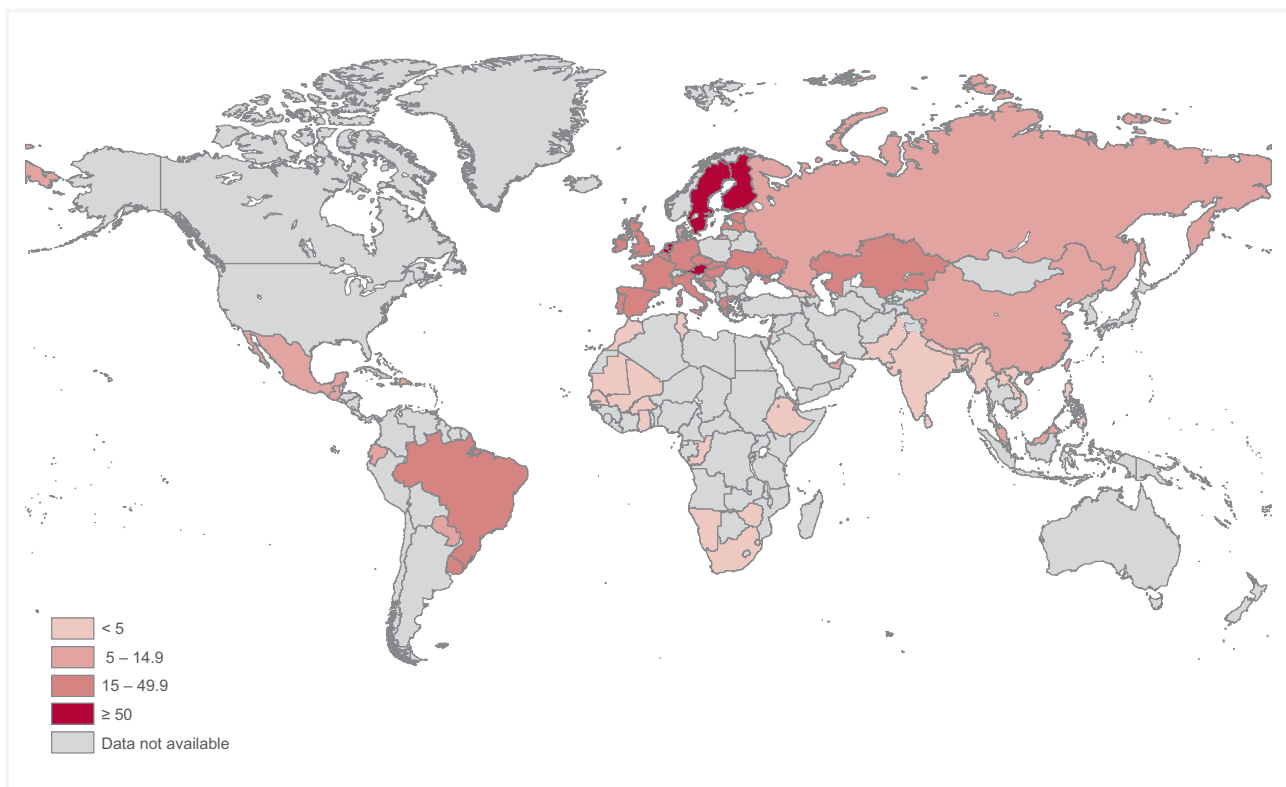 < 5
5 – 14.9
15 – 49.9
≥ 50
Data not available